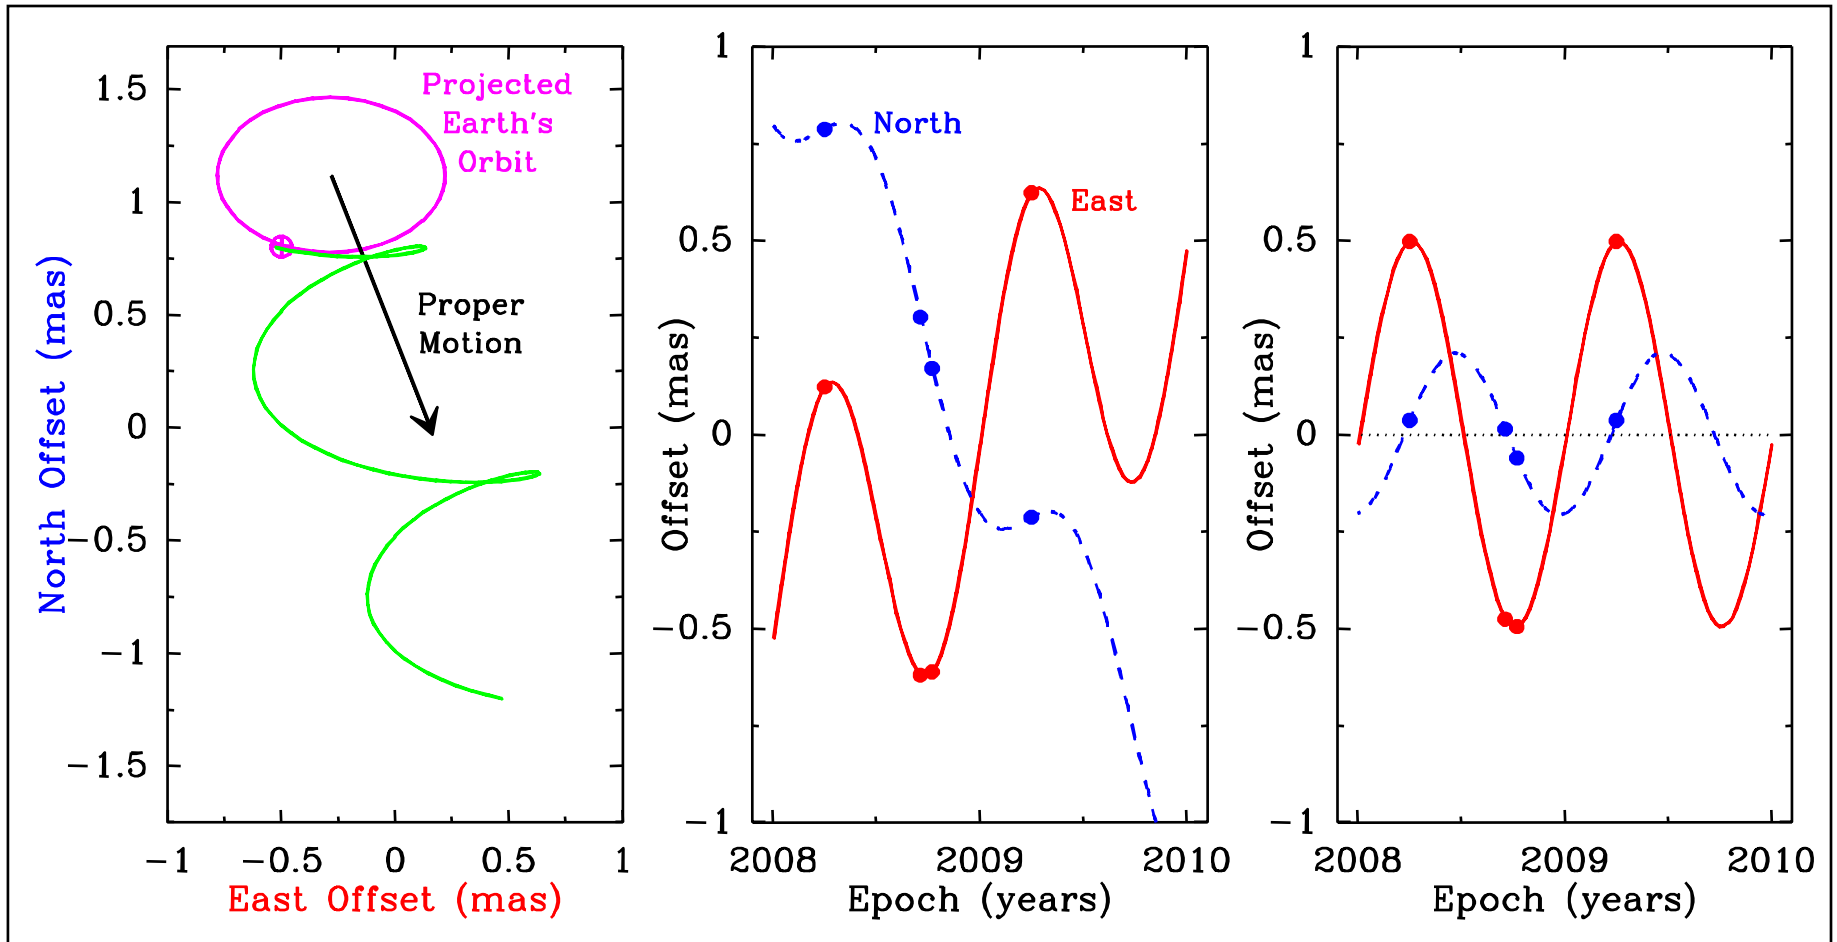 Projected
Earth's
Orbit
Proper
Motion
1.5
1
0.5
0
−0.5
−1
−1.5
North Offset (mas)
−1
−0.5
0
0.5
1
East Offset (mas)
North
East
1
0.5
0
−0.5
−1
Offset (mas)
2008
2009
2010
Epoch (years)
1
0.5
0
−0.5
−1
Offset (mas)
2008
2009
2010
Epoch (years)